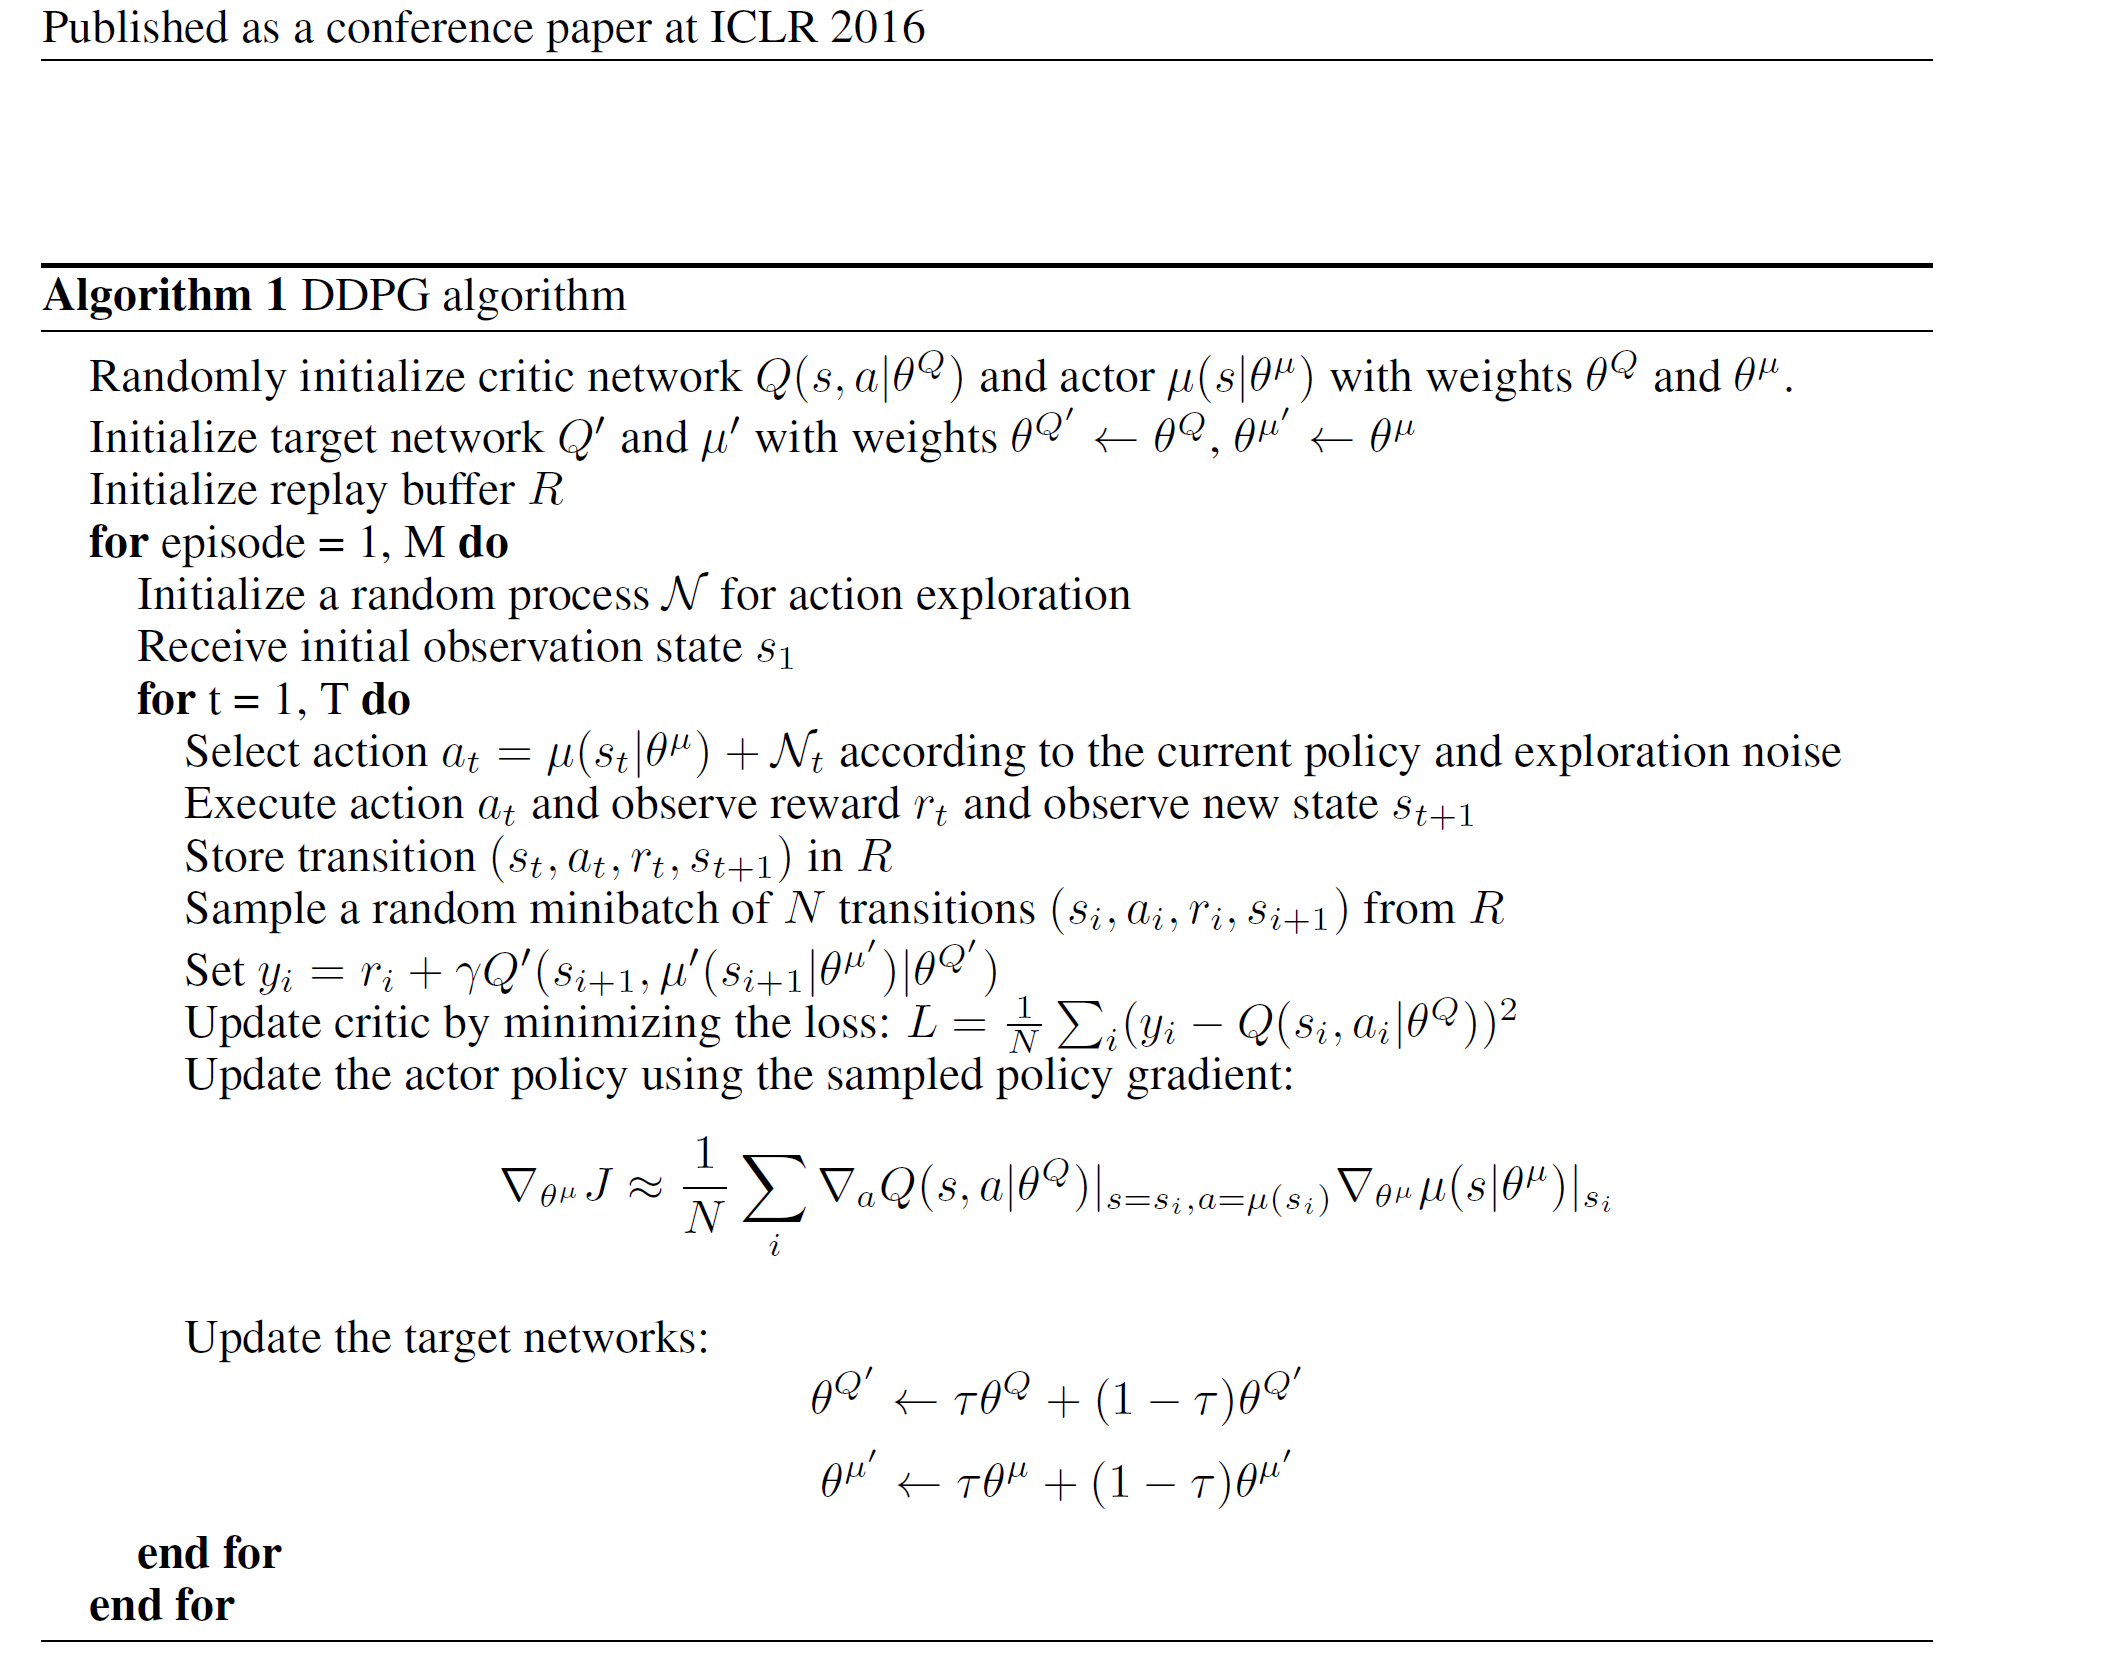 Published as a conference paper at ICLR 2016
Algorithm 1 DDPG algorithm
Randomly initialize critic network $Q(s, a|\theta^Q)$ and actor $\mu(s|\theta^\mu)$ with weights $\theta^Q$ and $\theta^\mu$.
Initialize target network $Q'$ and $\mu'$ with weights $\theta^{Q'} \leftarrow \theta^Q, \theta^{\mu'} \leftarrow \theta^\mu$
Initialize replay buffer $R$
for episode = 1, M do
Initialize a random process $\mathcal{N}$ for action exploration
Receive initial observation state $s_1$
for t = 1, T do
Select action $a_t = \mu(s_t|\theta^\mu) + \mathcal{N}_t$ according to the current policy and exploration noise
Execute action $a_t$ and observe reward $r_t$ and observe new state $s_{t+1}$
Store transition $(s_t, a_t, r_t, s_{t+1})$ in $R$
Sample a random minibatch of $N$ transitions $(s_i, a_i, r_i, s_{i+1})$ from $R$
Set $y_i = r_i + \gamma Q'(s_{i+1}, \mu'(s_{i+1}|\theta^{\mu'})|\theta^{Q'})$
Update critic by minimizing the loss: $L = \frac{1}{N} \sum_i (y_i - Q(s_i, a_i|\theta^Q))^2$
Update the actor policy using the sampled policy gradient:
$\nabla_{\theta^\mu} J \approx \frac{1}{N} \sum_i \nabla_a Q(s, a|\theta^Q)|_{s=s_i, a=\mu(s_i)} \nabla_{\theta^\mu} \mu(s|\theta^\mu)|_{s_i}$
Update the target networks:
$\theta^{Q'} \leftarrow \tau\theta^Q + (1 - \tau)\theta^{Q'}$
$\theta^{\mu'} \leftarrow \tau\theta^\mu + (1 - \tau)\theta^{\mu'}$
end for
end for